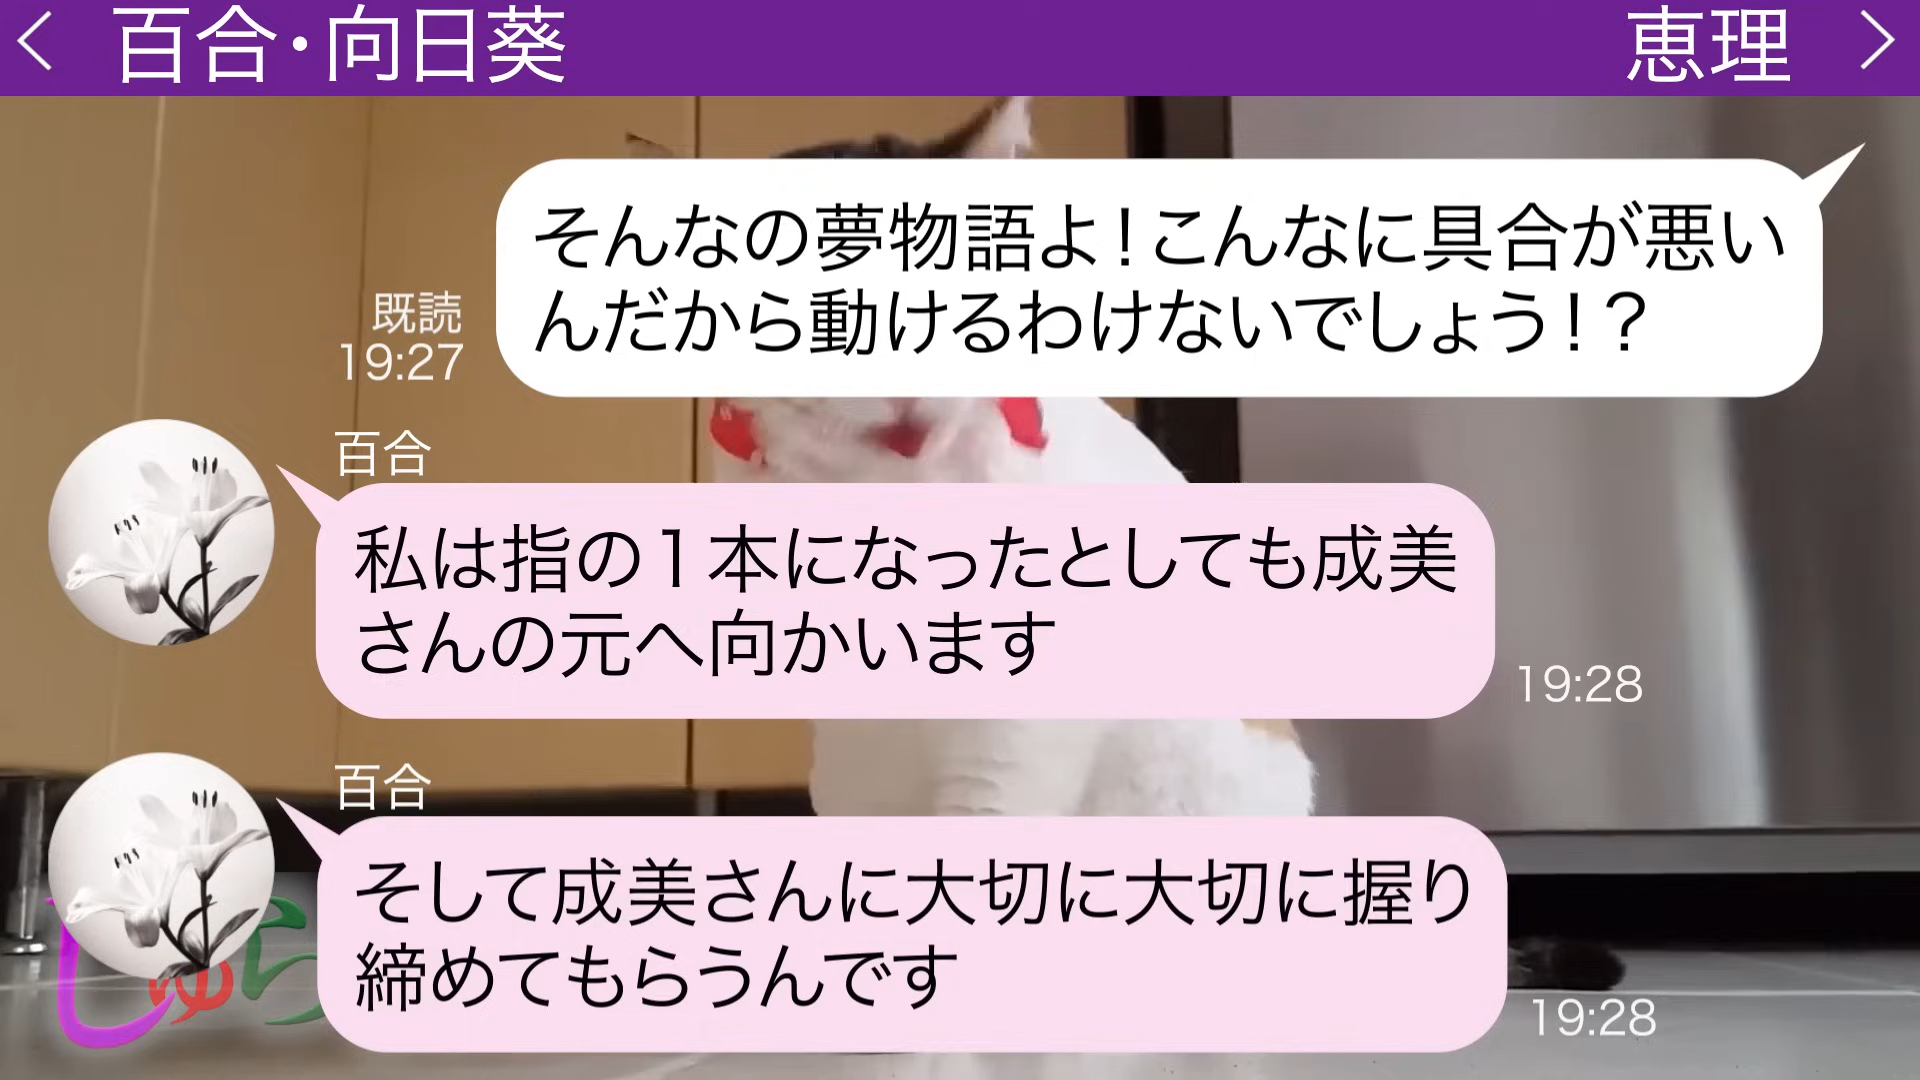 百合・向日葵
恵理
そんなの夢物語よ！こんなに具合が悪い
んだから動けるわけないでしょう！？
既読
19:27
百合
私は指の1本になったとしても成美
さんの元へ向かいます
19:28
百合
そして成美さんに大切に大切に握り
締めてもらうんです
19:28
しゅら